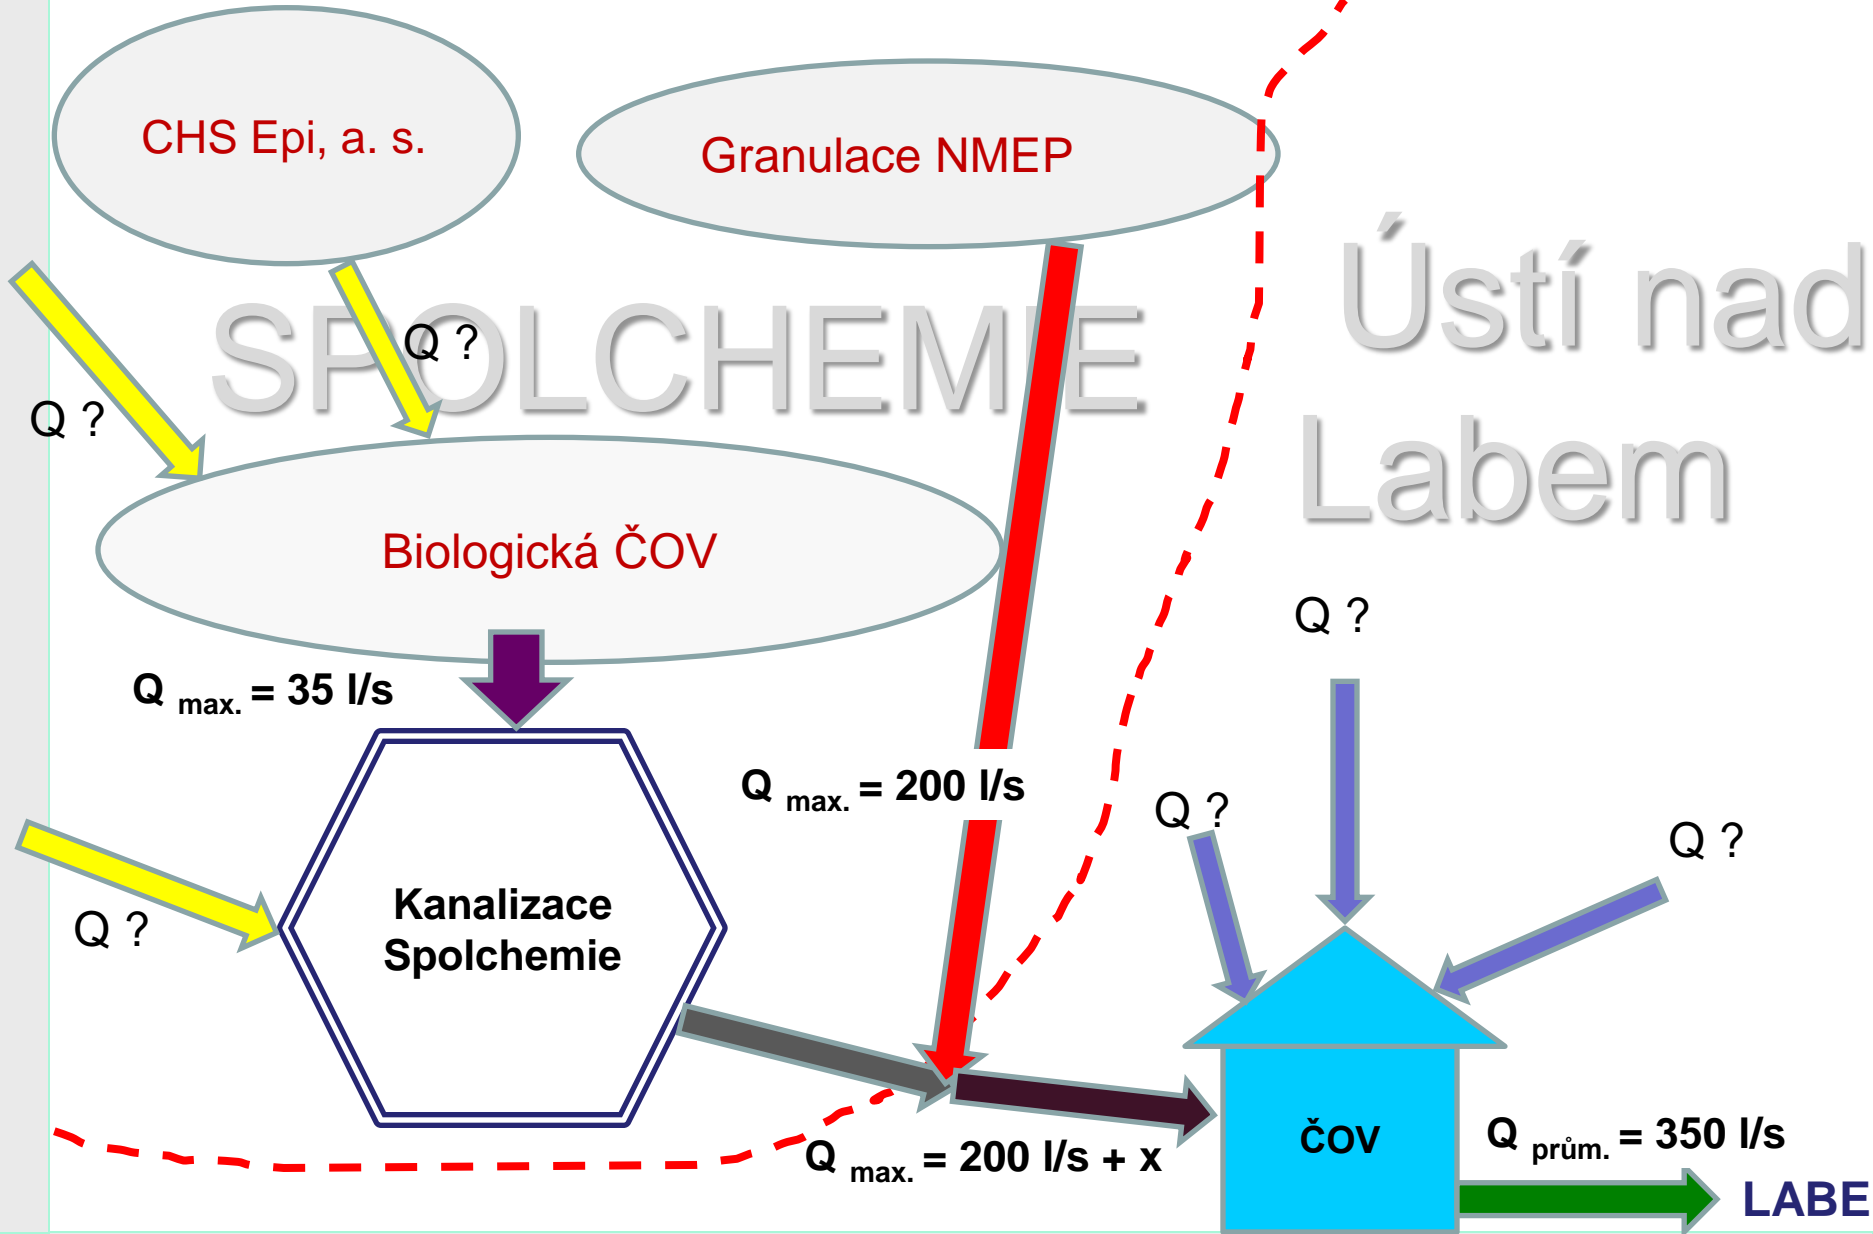 CHS Epi, a. s.
Granulace NMEP
SPOLCHEMIE
Ústí nad
Labem
Q ?
Q ?
Biologická ČOV
Q max. = 35 l/s
Q max. = 200 l/s
Q ?
Q ?
Q ?
Q ?
Kanalizace
Spolchemie
Q max. = 200 l/s + x
ČOV
Q prům. = 350 l/s
LABE